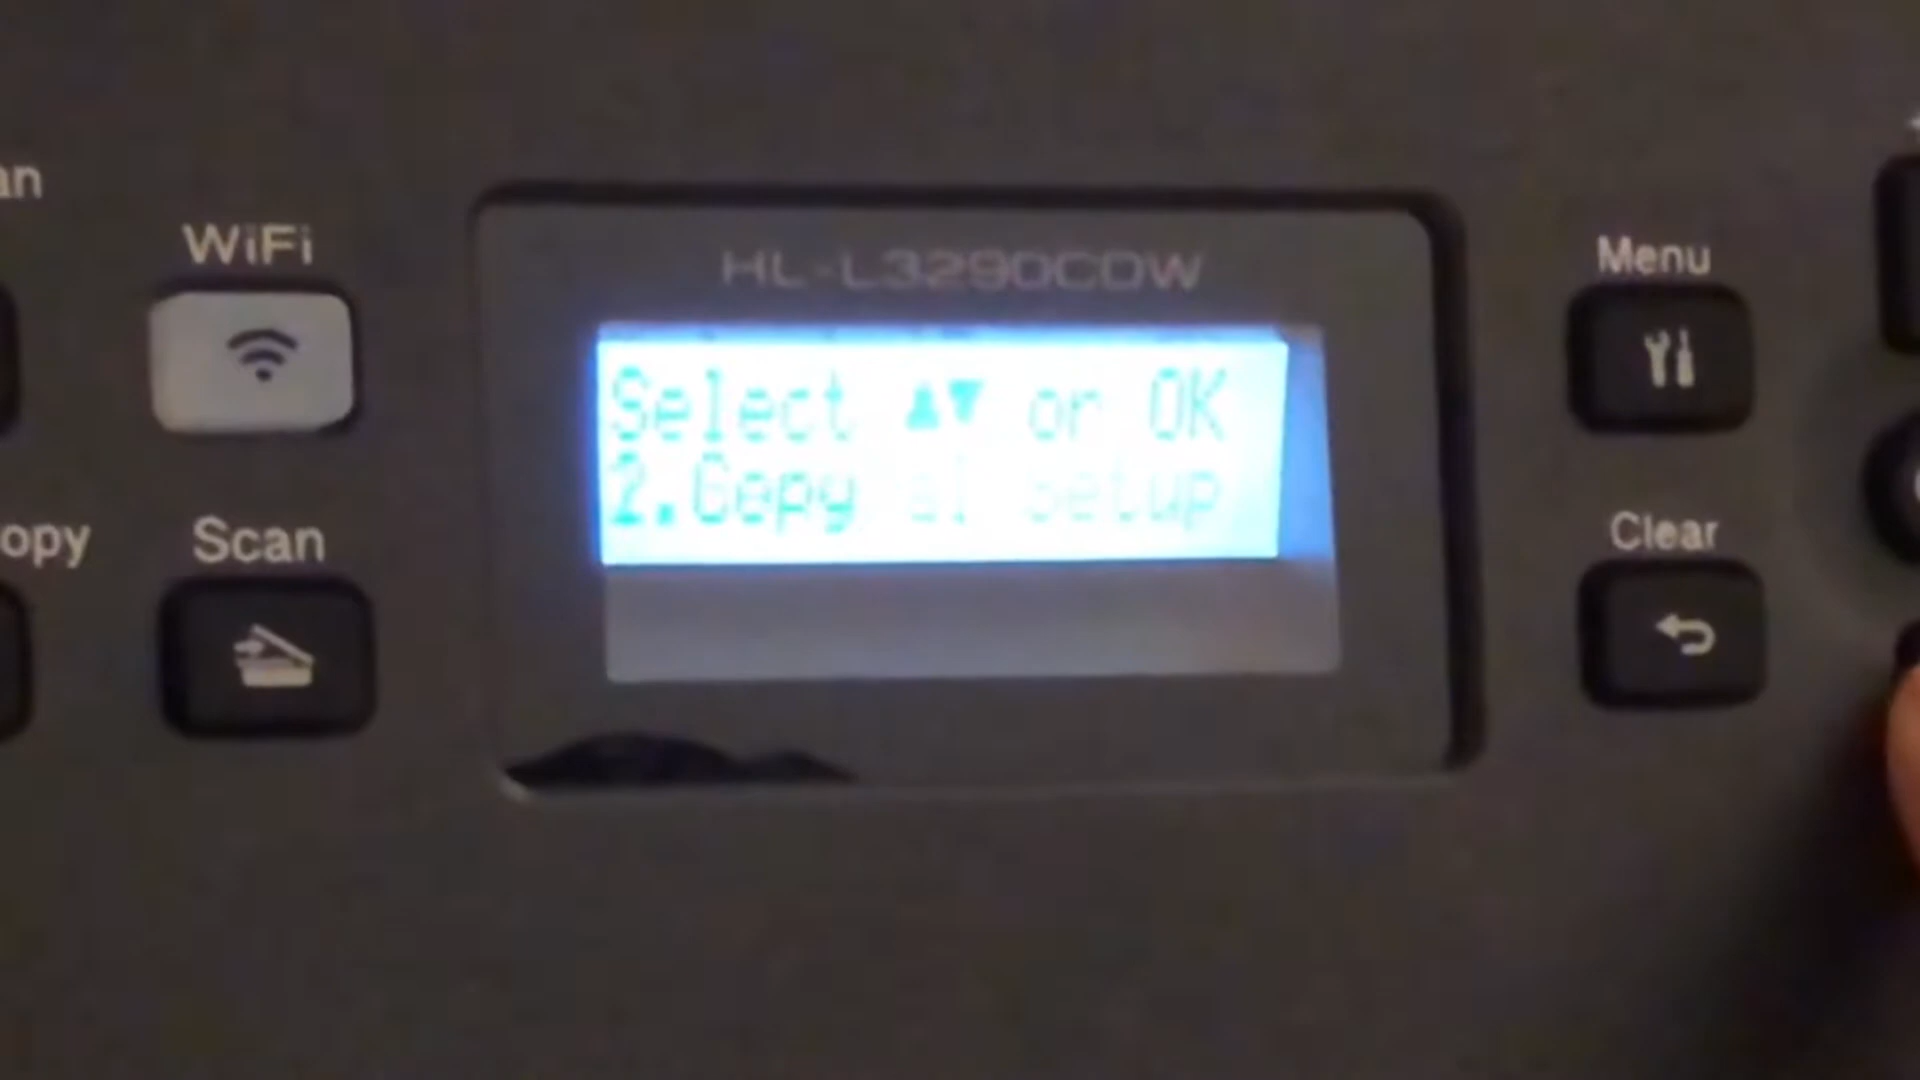 an
WiFi
HL-L3290CDW
Menu
Select ▲▼ or OK
2.Copy
opy
Scan
Clear